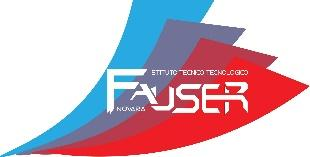 ISTITUTO TECNICO TECNOLOGICO
FAUSER
NOVARA